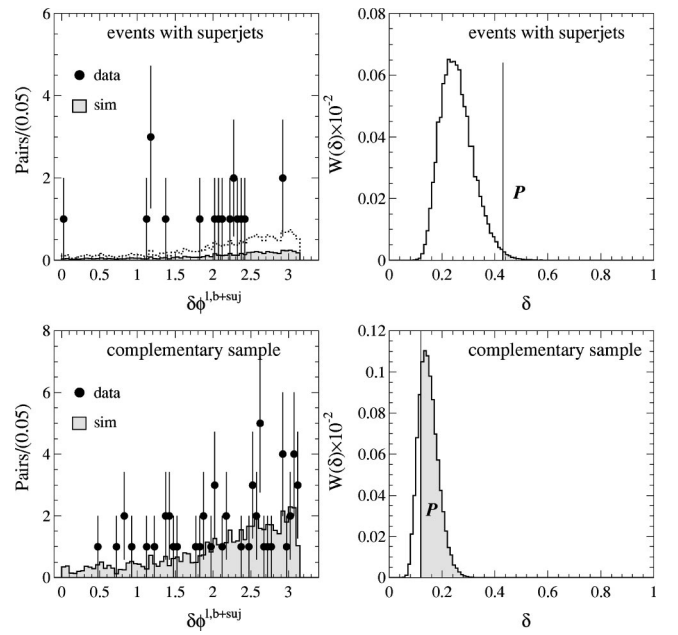 events with superjets
data
sim
Pairs/(0.05)
6
4
2
0
0 0.5 1 1.5 2 2.5 3
δϕ^{l,b+suj}
events with superjets
P
W(δ)×10⁻²
0.08
0.06
0.04
0.02
0
0 0.2 0.4 0.6 0.8 1
δ
complementary sample
data
sim
Pairs/(0.05)
8
6
4
2
0
0 0.5 1 1.5 2 2.5 3
δϕ^{l,b+suj}
complementary sample
P
W(δ)×10⁻²
0.12
0.1
0.08
0.06
0.04
0.02
0
0 0.2 0.4 0.6 0.8 1
δ